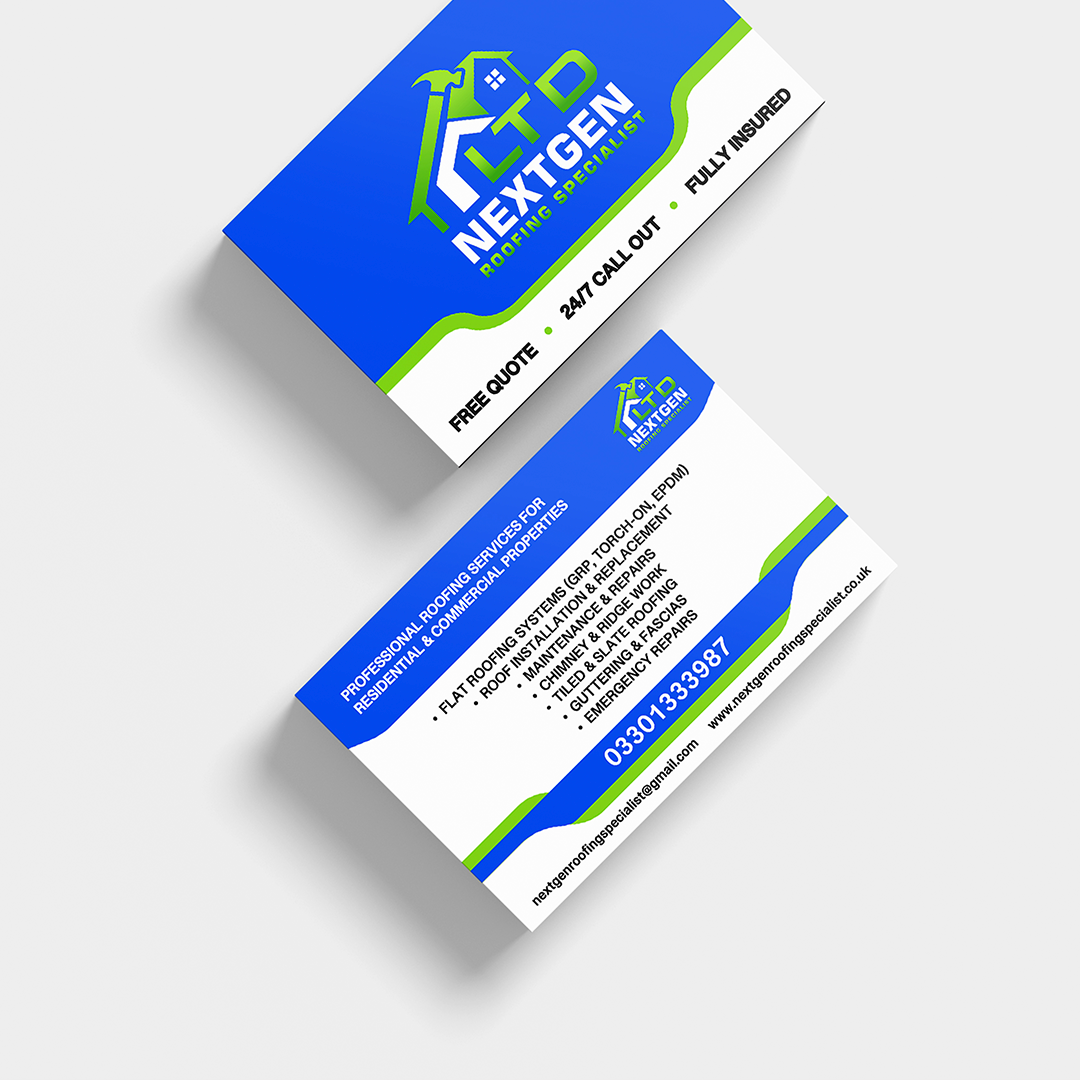 LTD
NEXTGEN
ROOFING SPECIALIST
FREE QUOTE • 24/7 CALL OUT • FULLY INSURED
LTD
NEXTGEN
ROOFING SPECIALIST
PROFESSIONAL ROOFING SERVICES FOR
RESIDENTIAL & COMMERCIAL PROPERTIES
• FLAT ROOFING SYSTEMS (GRP, TORCH-ON, EPDM)
• ROOF INSTALLATION & REPLACEMENT
• MAINTENANCE & REPAIRS
• CHIMNEY & RIDGE WORK
• TILED & SLATE ROOFING
• GUTTERING & FASCIAS
• EMERGENCY REPAIRS
03301333987
nextgenroofingspecialist@gmail.com www.nextgenroofingspecialist.co.uk